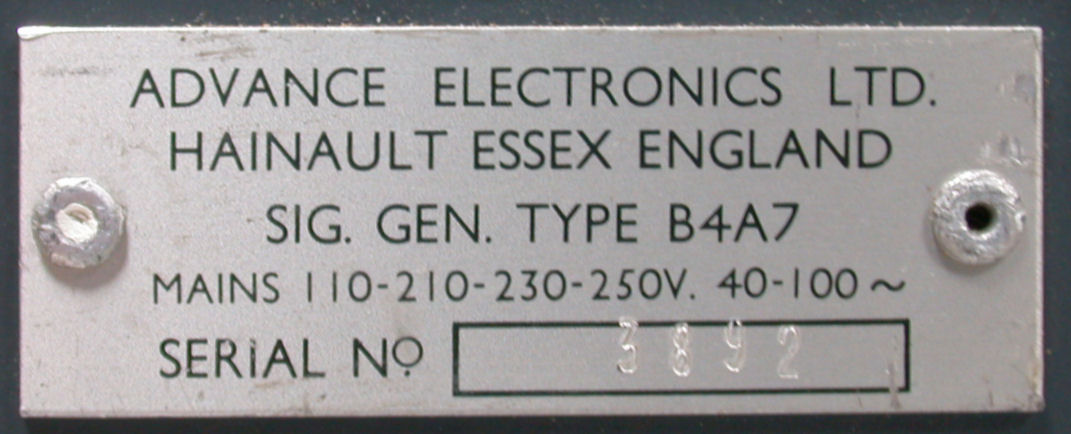 ADVANCE ELECTRONICS LTD.
HAINAULT ESSEX ENGLAND
SIG. GEN. TYPE B4A7
MAINS 110-210-230-250V. 40-100~
SERIAL Nº 3892